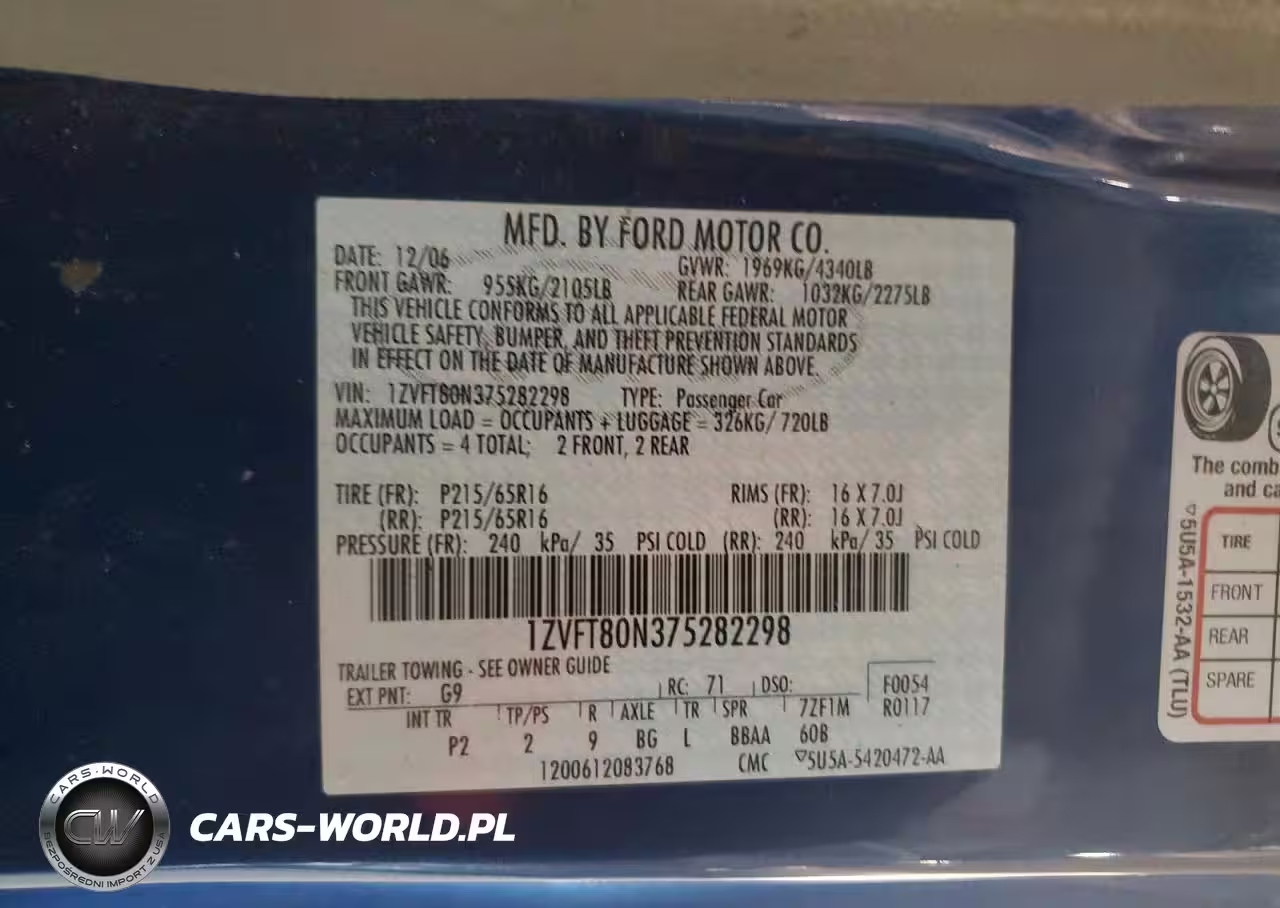 MFD. BY FORD MOTOR CO.
DATE: 12/06
GVWR: 1969KG/4340LB
FRONT GAWR: 955KG/2105LB
REAR GAWR: 1032KG/2275LB
THIS VEHICLE CONFORMS TO ALL APPLICABLE FEDERAL MOTOR
VEHICLE SAFETY, BUMPER, AND THEFT PREVENTION STANDARDS
IN EFFECT ON THE DATE OF MANUFACTURE SHOWN ABOVE.
VIN: 1ZVFT80N375282298 TYPE: Passenger Car
MAXIMUM LOAD = OCCUPANTS + LUGGAGE = 326KG/ 720LB
OCCUPANTS = 4 TOTAL; 2 FRONT, 2 REAR
TIRE (FR): P215/65R16 RIMS (FR): 16 X 7.0J
(RR): P215/65R16 (RR): 16 X 7.0J
PRESSURE (FR): 240 kPa/ 35 PSI COLD (RR): 240 kPa/ 35 PSI COLD
1ZVFT80N375282298
TRAILER TOWING - SEE OWNER GUIDE
EXT PNT: G9 RC: 71 DSO: F0054
INT TR TP/PS R AXLE TR SPR 7ZF1M R0117
P2 2 9 BG L BBAA 60B
1200612083768 CMC ▽5U5A-5420472-AA
The comb
and ca
▽5U5A-1532-AA (TLU)
TIRE
FRONT
REAR
SPARE
CARS-WORLD
CW
BEZPOŚREDNI IMPORT Z USA
CARS-WORLD.PL